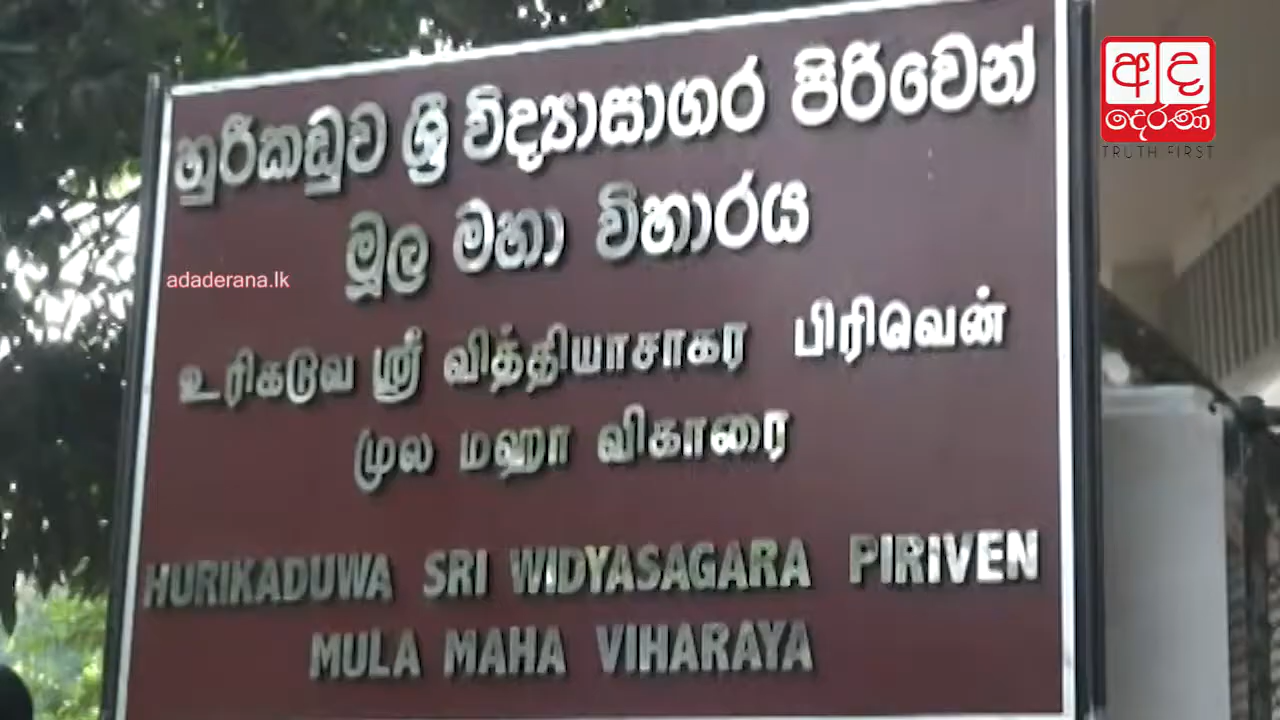 හුරීකඩුව ශ්‍රී විද්‍යාසාගර පිරිවෙන්
මූල මහා විහාරය
உரிகடுவ ஸ்ரீ வித்தியாசாகர பிரிவென்
முல மஹா விகாரை
HURIKADUWA SRI WIDYASAGARA PIRIVEN
MULA MAHA VIHARAYA
adaderana.lk
අද
දෙරණ
TRUTH FIRST